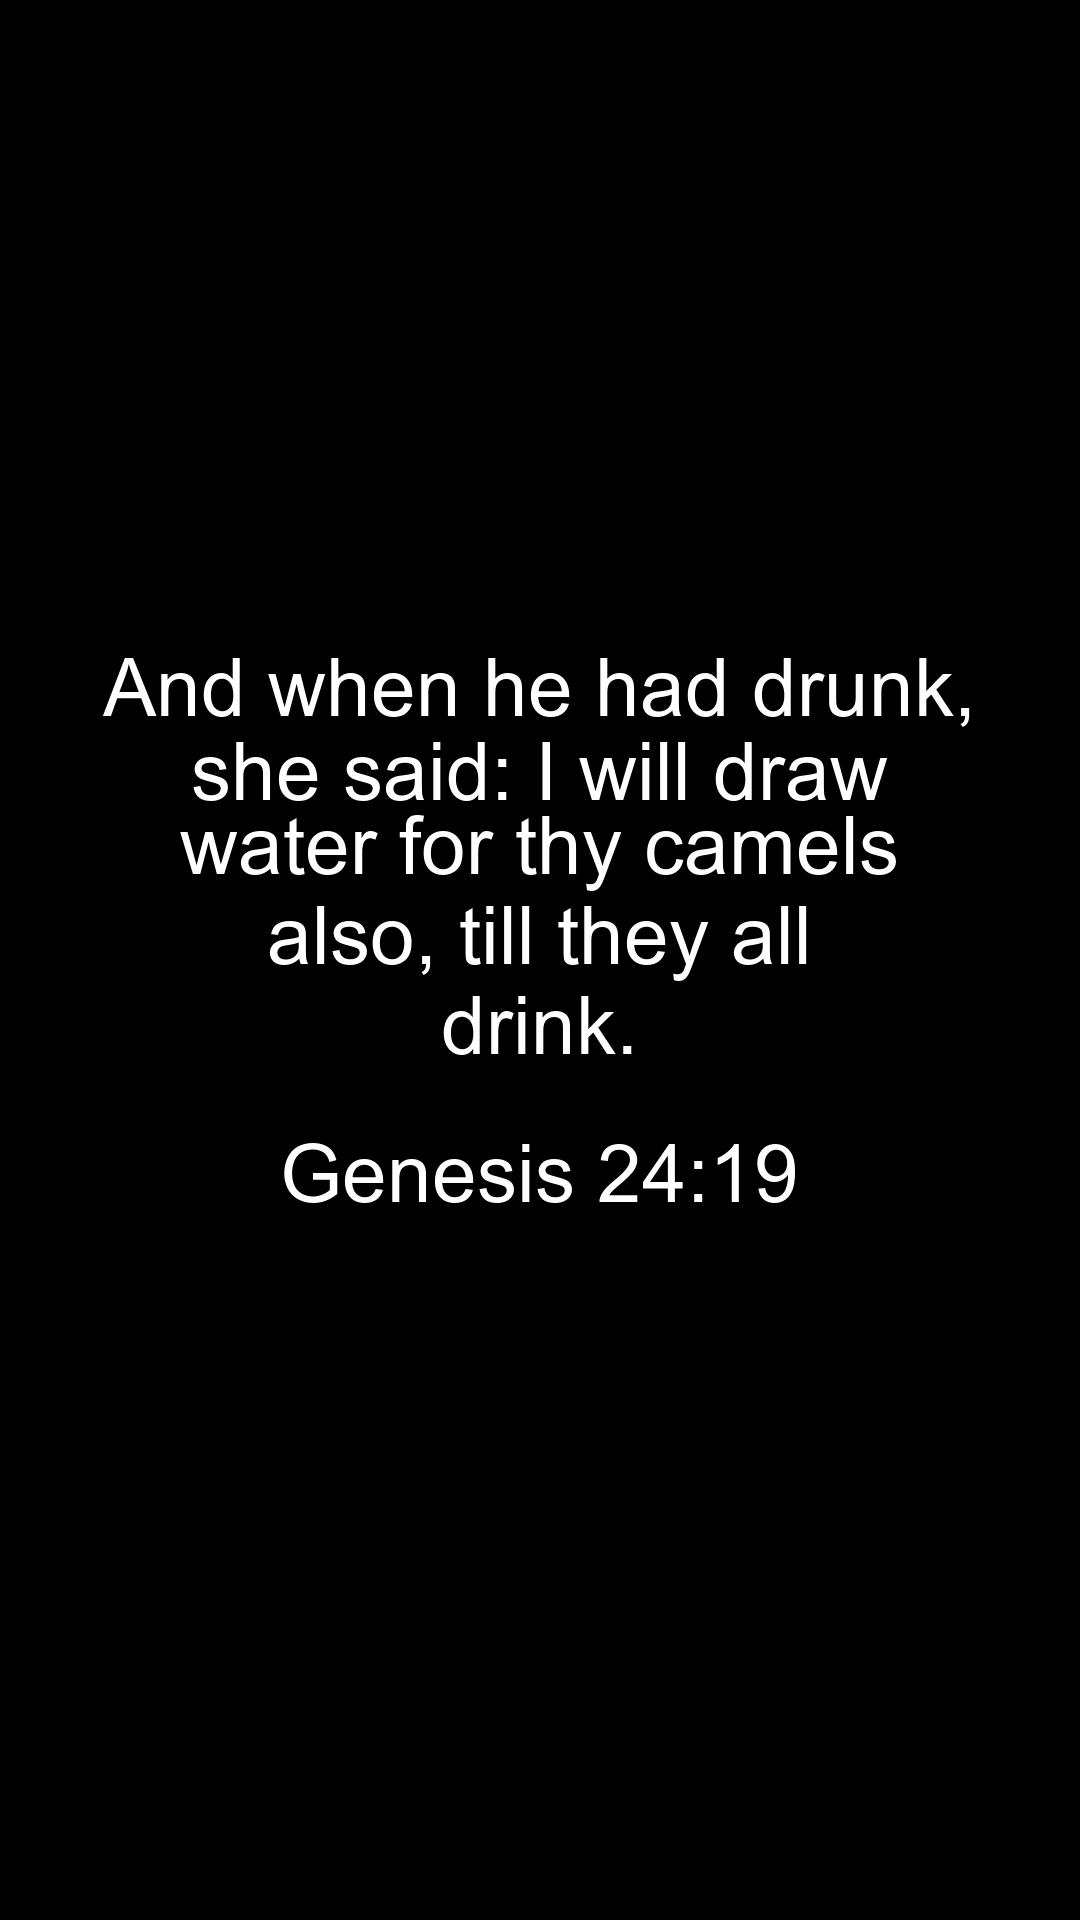 And when he had drunk,
she said: I will draw
water for thy camels
also, till they all
drink.
Genesis 24:19